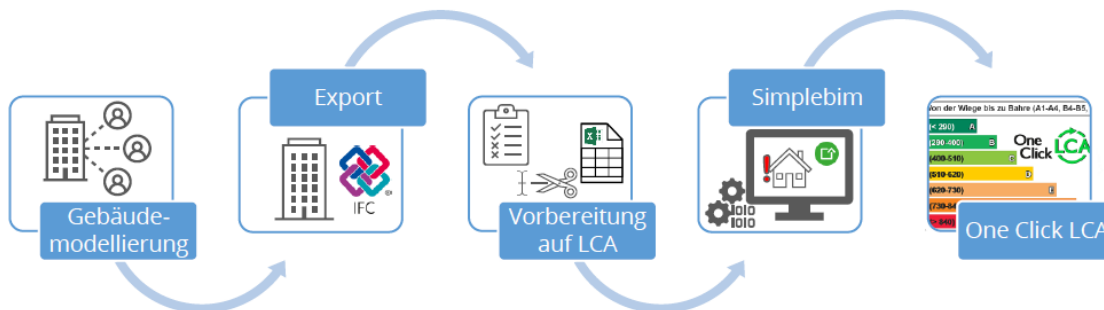 Gebäude-
modellierung
Export
IFC
Vorbereitung
auf LCA
Simplebim
Von der Wiege bis zu Bahre (A1-A4, B4-B5,
(< 290) A
(290-400) B
(400-510)
(510-620) D
(620-730) E
One
Click LCA
One Click LCA